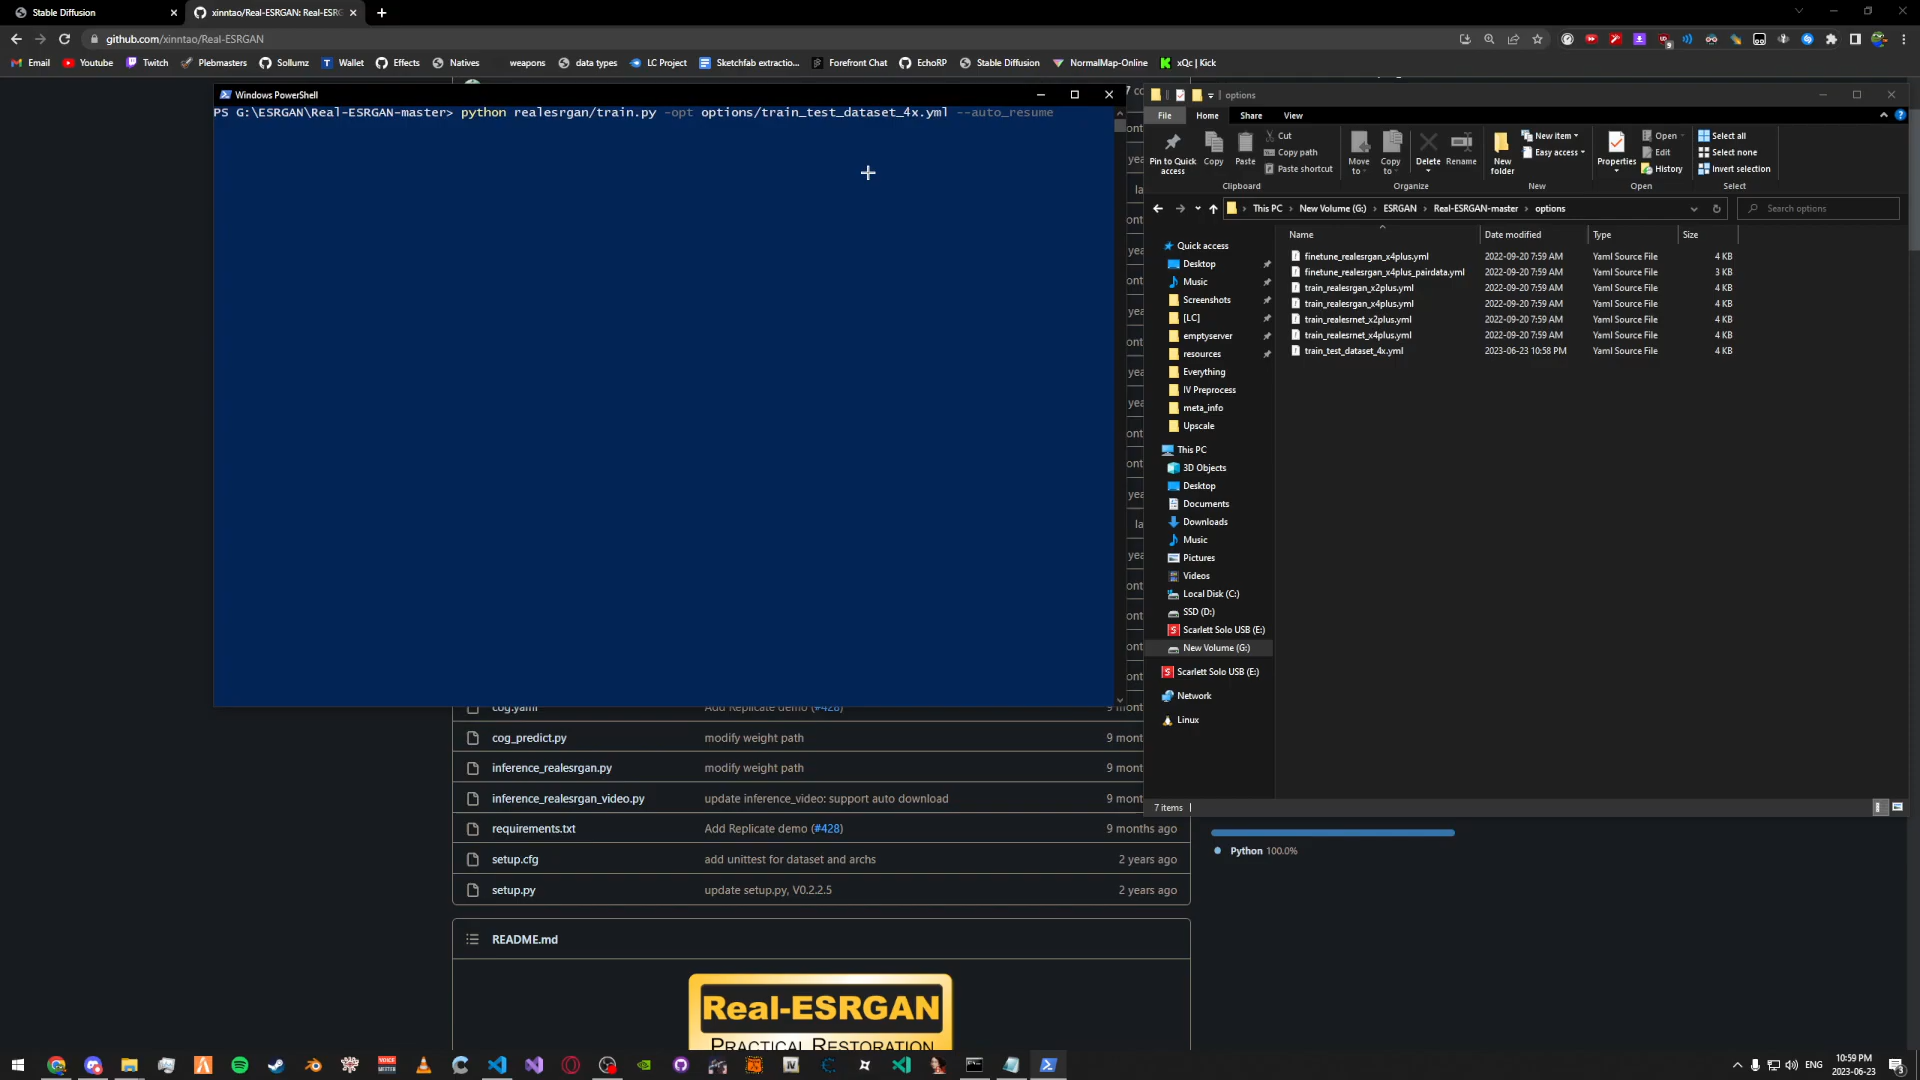 Stable Diffusion
xinntao/Real-ESRGAN: Real-ESRG
github.com/xinntao/Real-ESRGAN
Email
Youtube
Twitch
Plebmasters
Sollumz
Wallet
Effects
Natives
weapons
data types
LC Project
Sketchfab extractio...
Forefront Chat
EchoRP
Stable Diffusion
NormalMap-Online
xQc | Kick
Windows PowerShell
PS G:\ESRGAN\Real-ESRGAN-master> python realesrgan/train.py -opt options/train_test_dataset_4x.yml --auto_resume
options
File
Home
Share
View
Pin to Quick access
Copy
Paste
Cut
Copy path
Paste shortcut
Clipboard
Move to
Copy to
Delete
Rename
Organize
New folder
New item
Easy access
New
Properties
Open
Edit
History
Open
Select all
Select none
Invert selection
Select
This PC > New Volume (G:) > ESRGAN > Real-ESRGAN-master > options
Search options
Name Date modified Type Size
finetune_realesrgan_x4plus.yml 2022-09-20 7:59 AM Yaml Source File 4 KB
finetune_realesrgan_x4plus_pairdata.yml 2022-09-20 7:59 AM Yaml Source File 3 KB
train_realesrgan_x2plus.yml 2022-09-20 7:59 AM Yaml Source File 4 KB
train_realesrgan_x4plus.yml 2022-09-20 7:59 AM Yaml Source File 4 KB
train_realesrnet_x2plus.yml 2022-09-20 7:59 AM Yaml Source File 4 KB
train_realesrnet_x4plus.yml 2022-09-20 7:59 AM Yaml Source File 4 KB
train_test_dataset_4x.yml 2023-06-23 10:58 PM Yaml Source File 4 KB
Quick access
Desktop
Music
Screenshots
[LC]
emptyserver
resources
Everything
IV Preprocess
meta_info
Upscale
This PC
3D Objects
Desktop
Documents
Downloads
Music
Pictures
Videos
Local Disk (C:)
SSD (D:)
Scarlett Solo USB (E:)
New Volume (G:)
Scarlett Solo USB (E:)
Network
Linux
7 items
cog.yaml Add Replicate demo (#428) 9 mont
cog_predict.py modify weight path 9 mont
inference_realesrgan.py modify weight path 9 mont
inference_realesrgan_video.py update inference_video: support auto download 9 mont
requirements.txt Add Replicate demo (#428) 9 months ago
setup.cfg add unittest for dataset and archs 2 years ago
setup.py update setup.py, V0.2.2.5 2 years ago
Python 100.0%
README.md
Real-ESRGAN
PRACTICAL RESTORATION
ENG
10:59 PM
2023-06-23